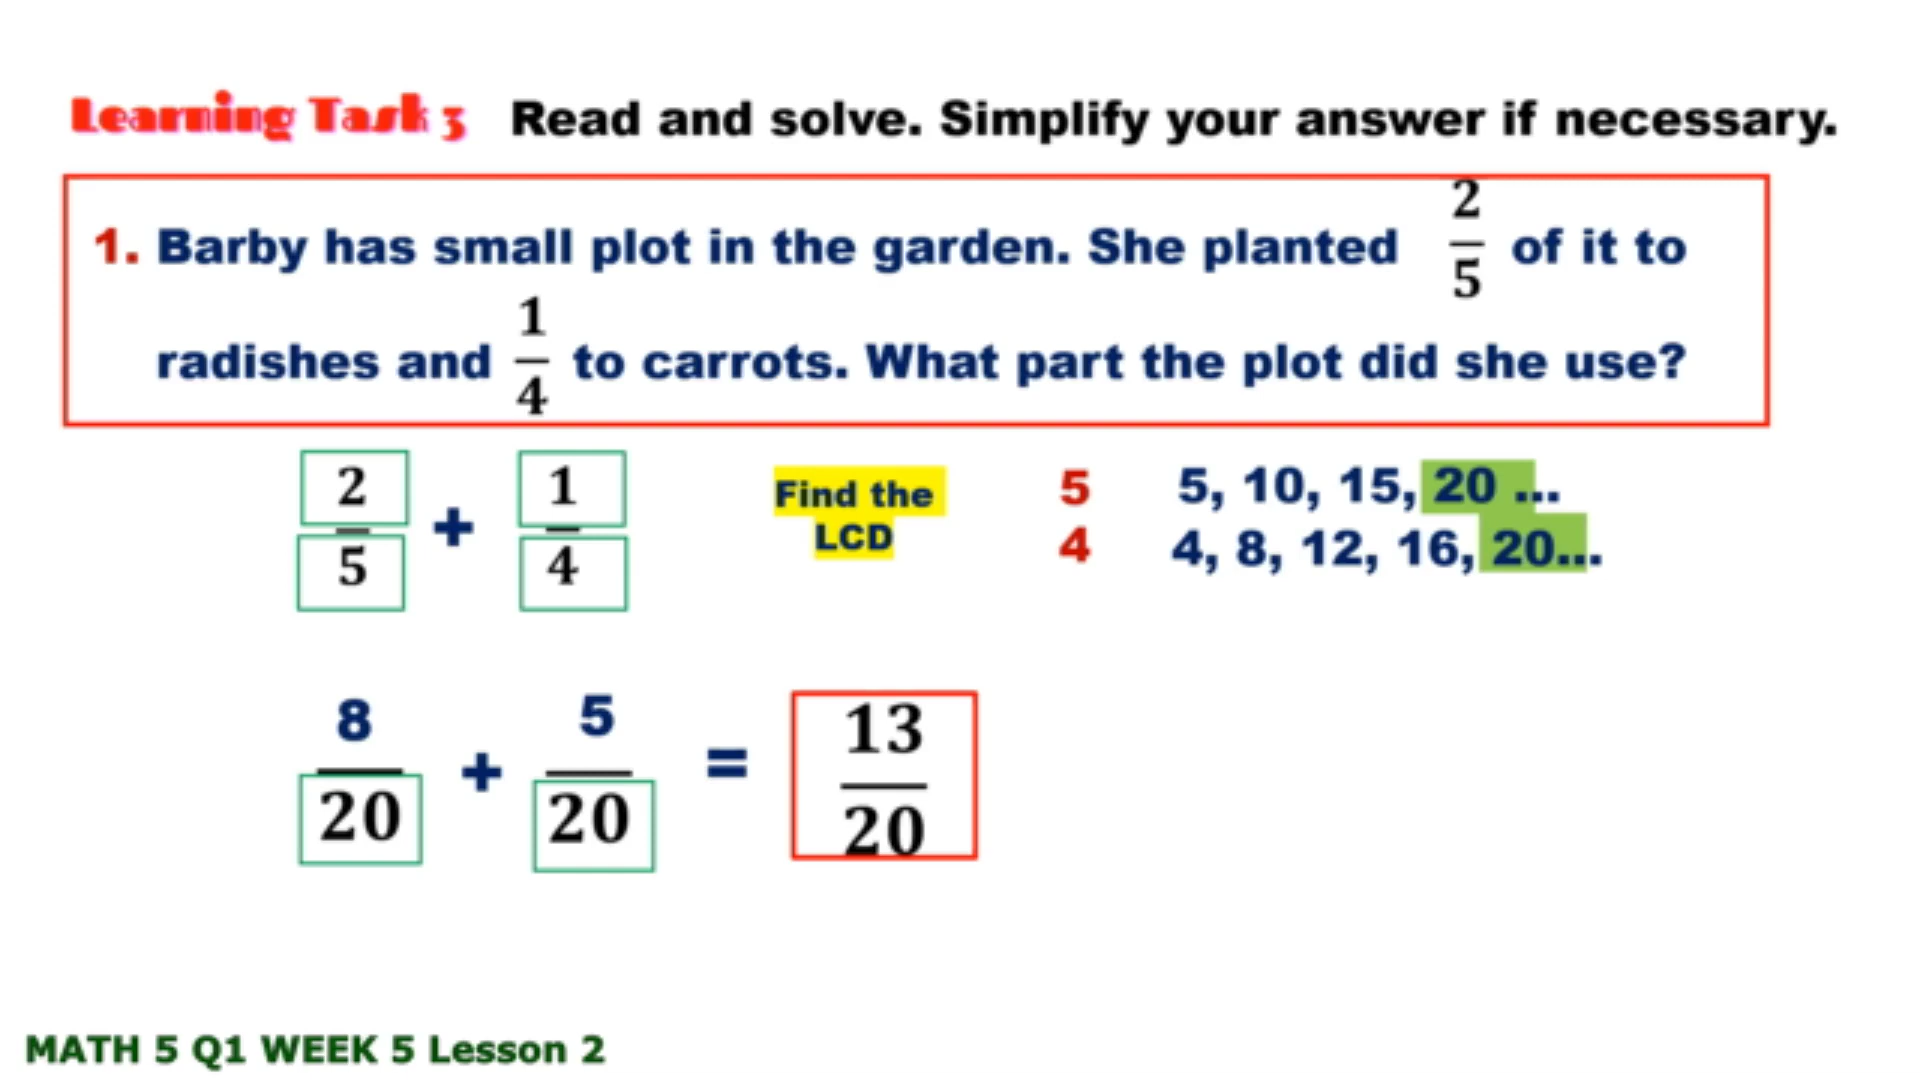 Learning Task 3 Read and solve. Simplify your answer if necessary.
1. Barby has small plot in the garden. She planted 2/5 of it to
radishes and 1/4 to carrots. What part the plot did she use?
2/5 + 1/4
Find the
LCD
5 5, 10, 15, 20 ...
4 4, 8, 12, 16, 20...
8/20 + 5/20 = 13/20
MATH 5 Q1 WEEK 5 Lesson 2